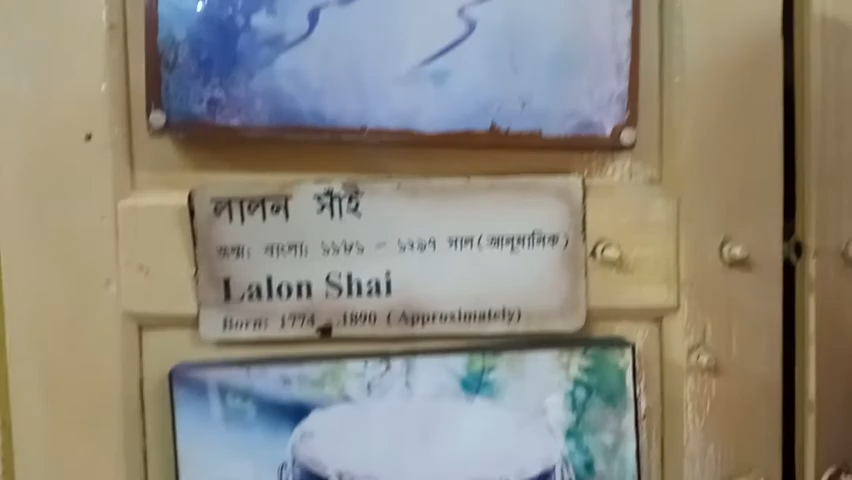 লালন সাঁই
জন্ম: বাংলা: ১১৮১ - ১২৯৭ সাল (আনুমানিক)
Lalon Shai
Born: 1774 - 1890 (Approximately)